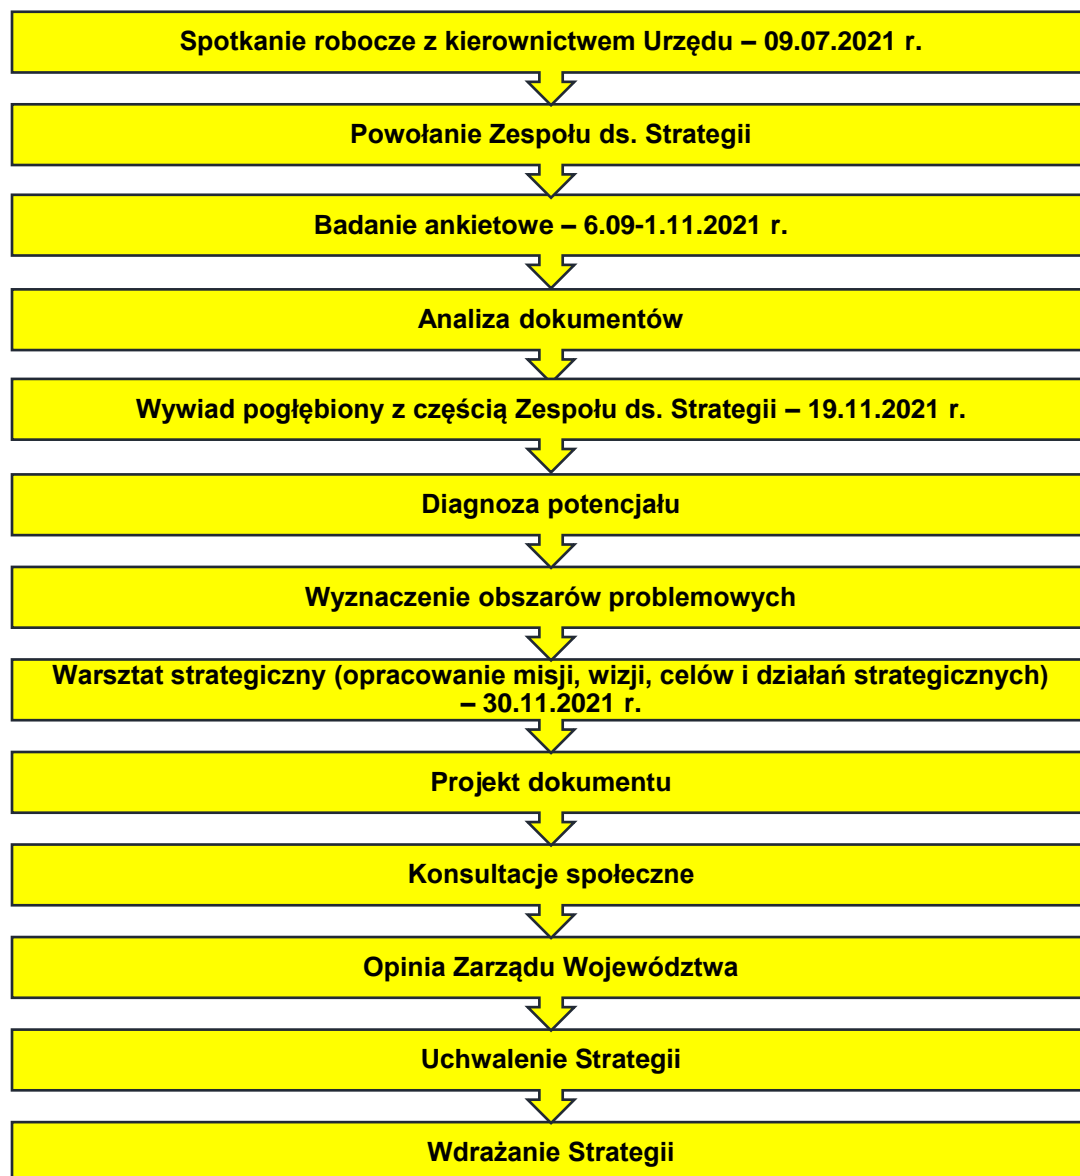 Spotkanie robocze z kierownictwem Urzędu – 09.07.2021 r.
Powołanie Zespołu ds. Strategii
Badanie ankietowe – 6.09-1.11.2021 r.
Analiza dokumentów
Wywiad pogłębiony z częścią Zespołu ds. Strategii – 19.11.2021 r.
Diagnoza potencjału
Wyznaczenie obszarów problemowych
Warsztat strategiczny (opracowanie misji, wizji, celów i działań strategicznych)
– 30.11.2021 r.
Projekt dokumentu
Konsultacje społeczne
Opinia Zarządu Województwa
Uchwalenie Strategii
Wdrażanie Strategii